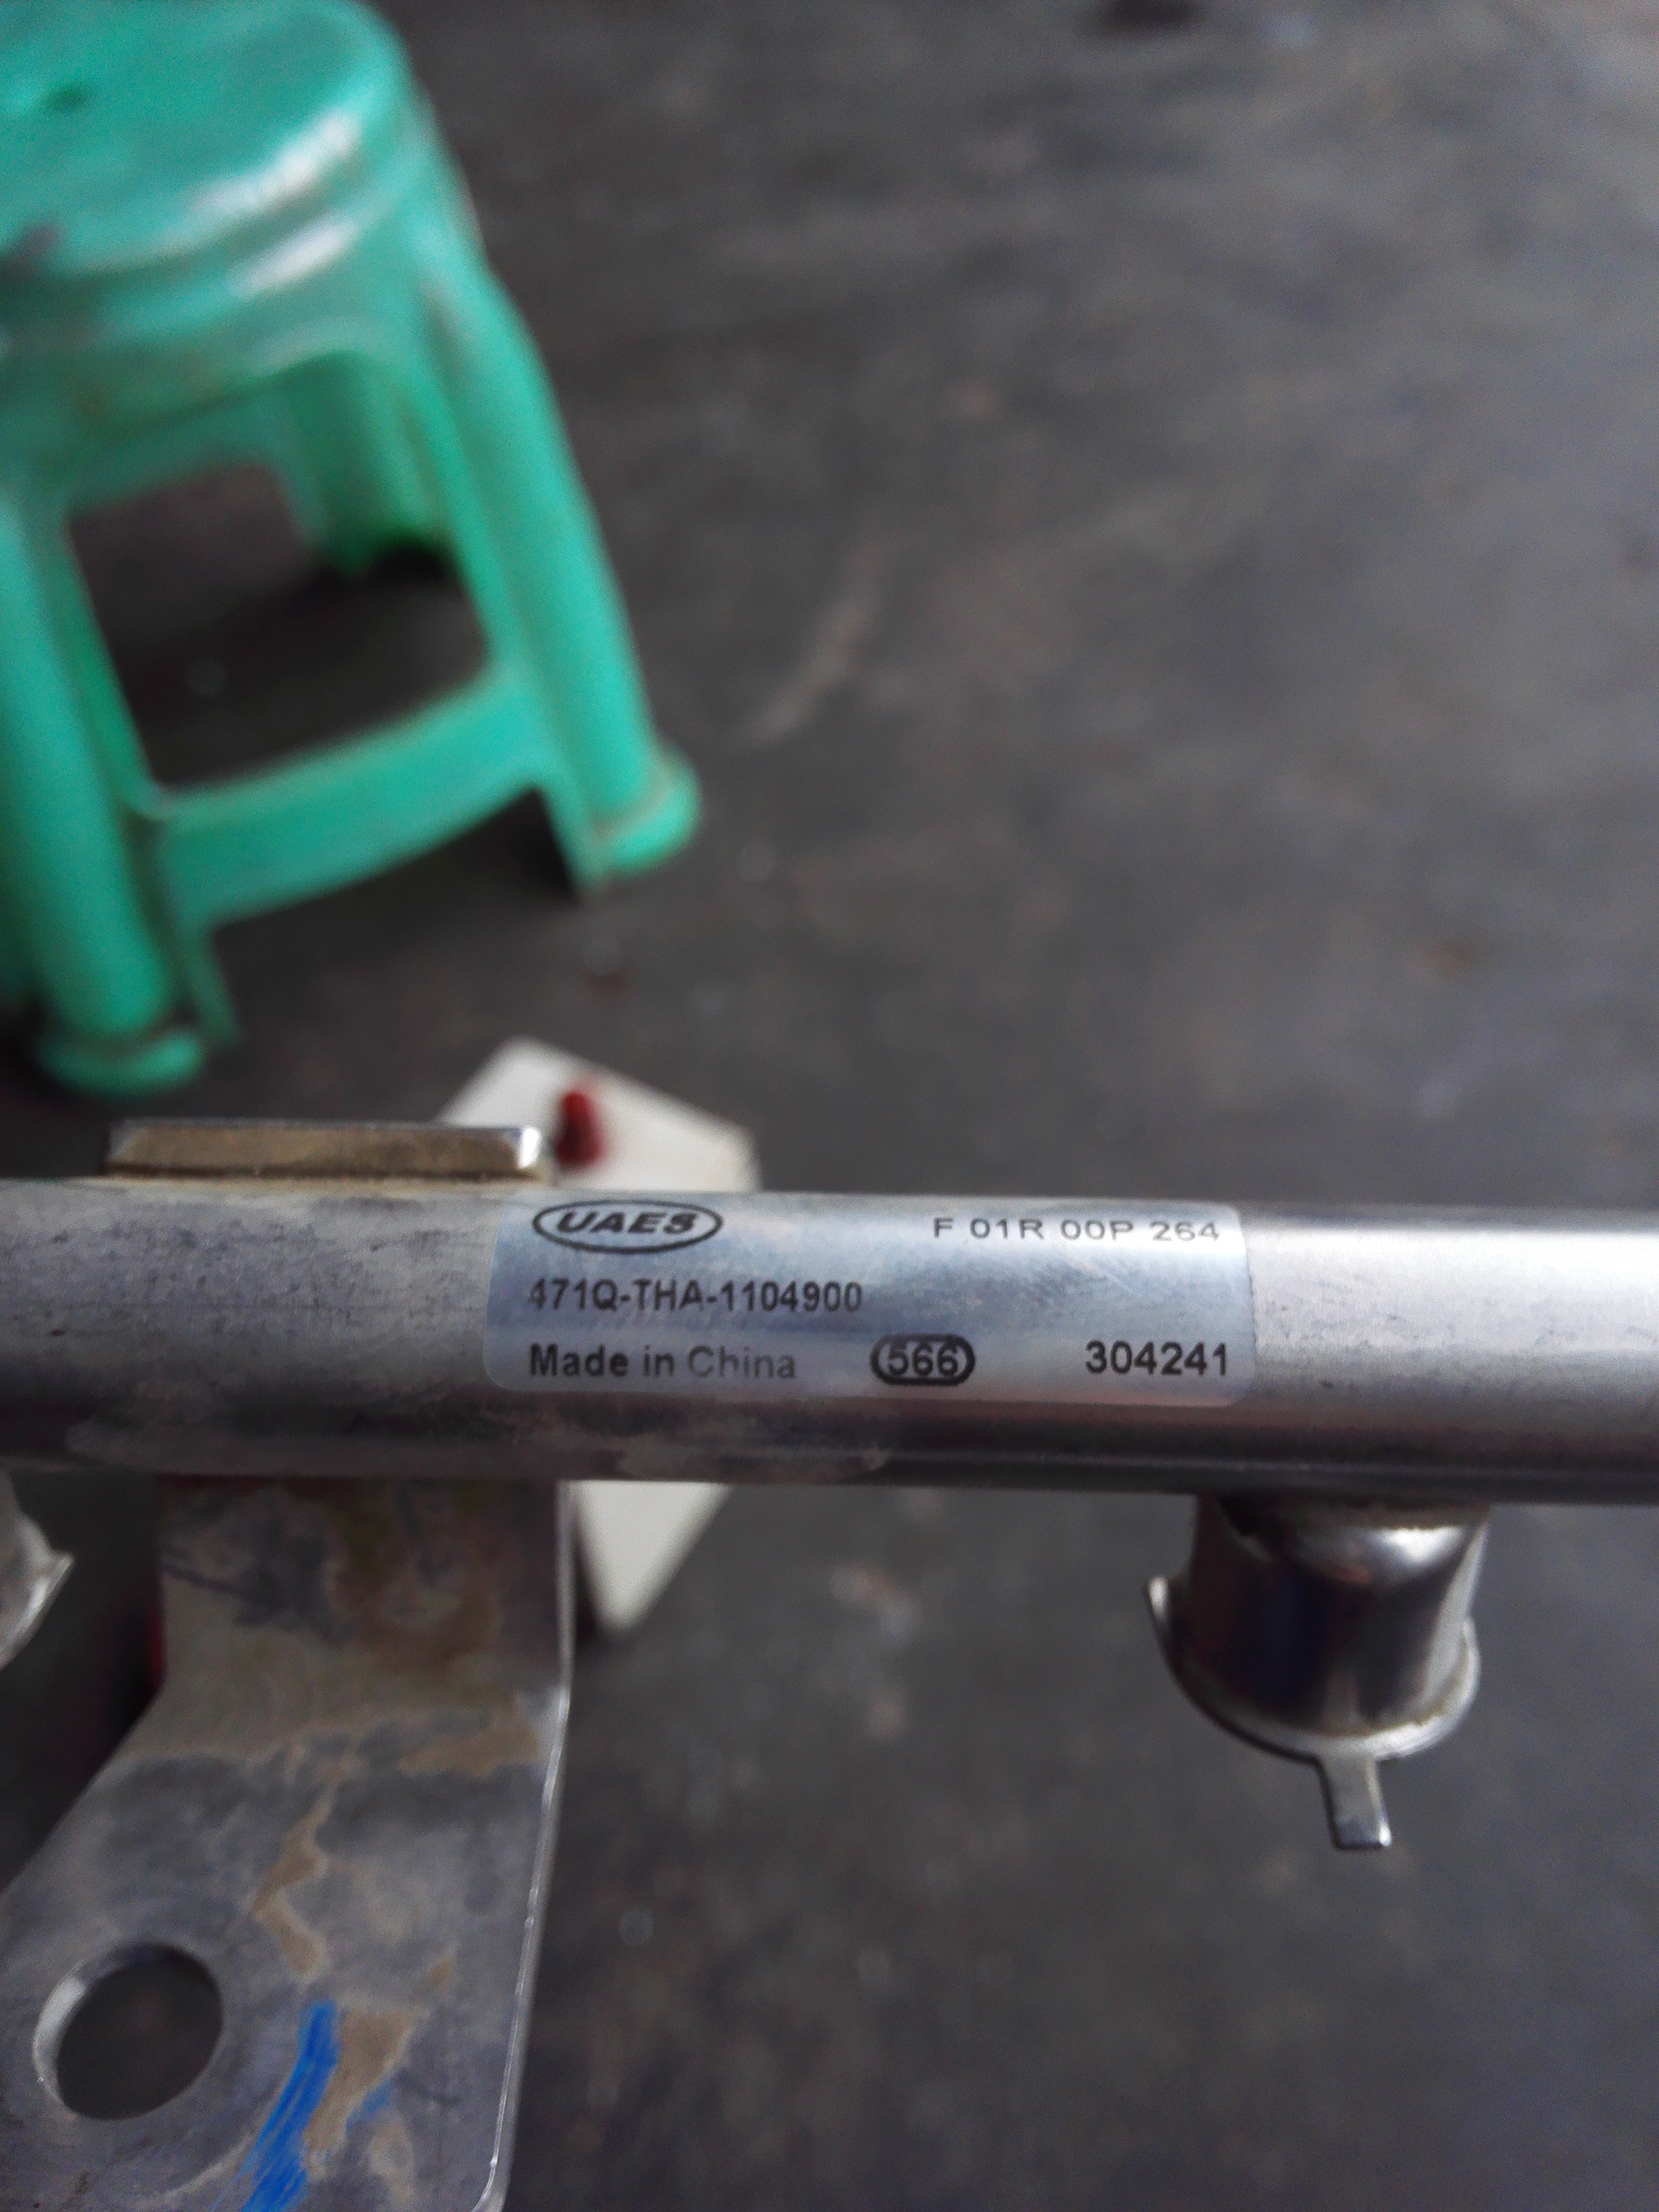 UAES F 01R 00P 264
471Q-THA-1104900
Made in China 566 304241